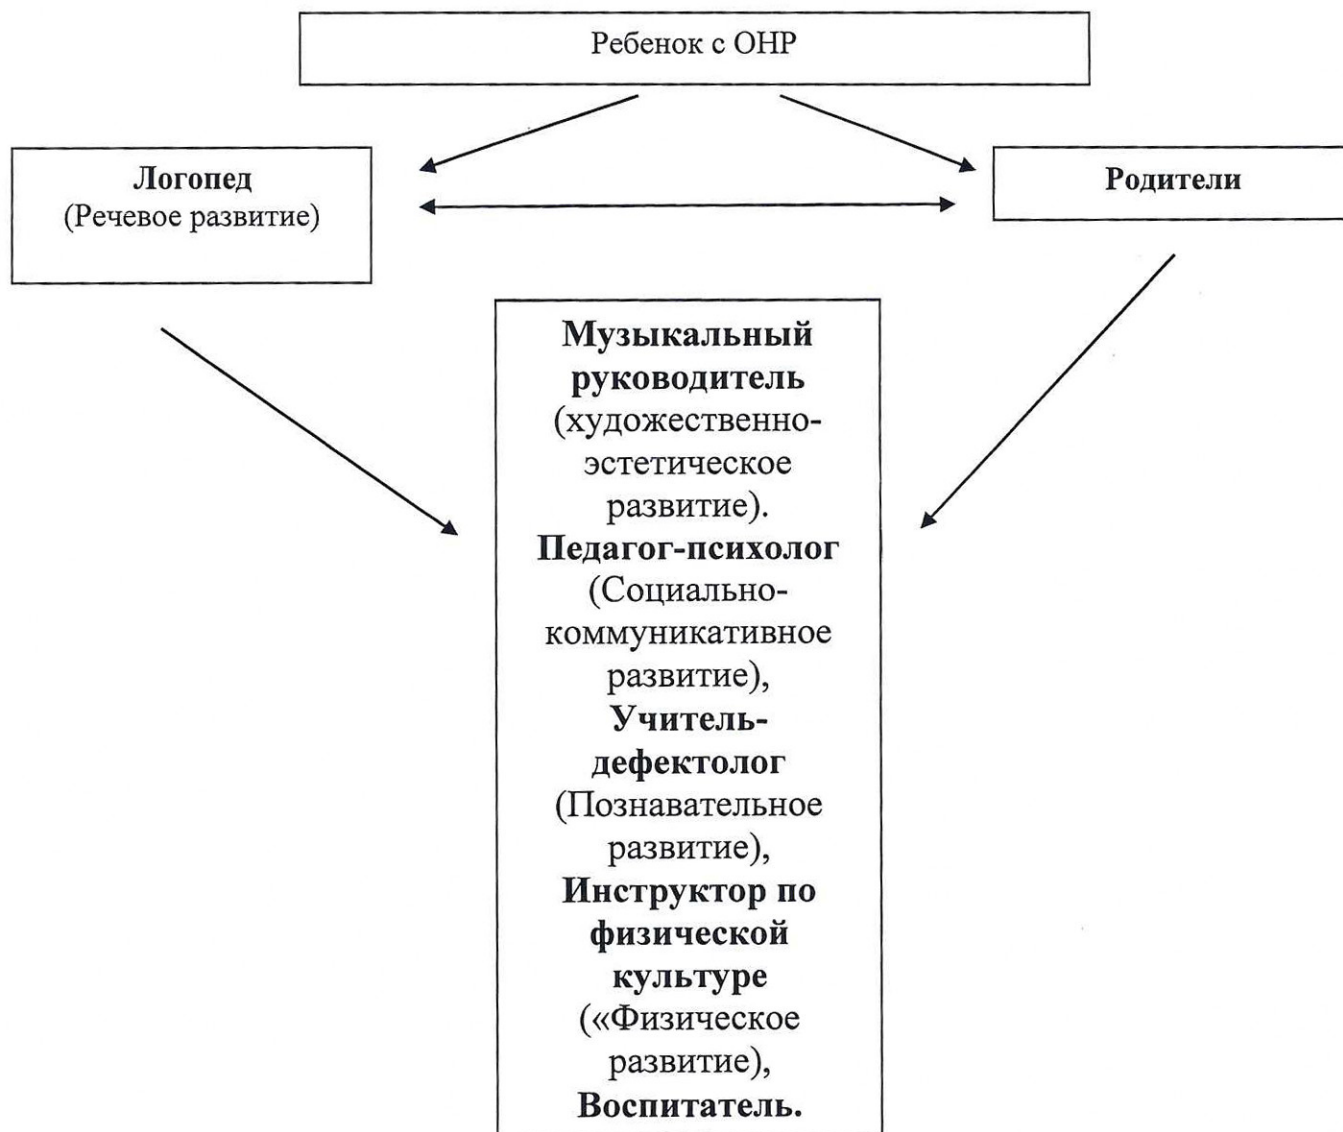 Ребенок с ОНР
Логопед
(Речевое развитие)
Родители
Музыкальный
руководитель
(художественно-
эстетическое
развитие).
Педагог-психолог
(Социально-
коммуникативное
развитие),
Учитель-
дефектолог
(Познавательное
развитие),
Инструктор по
физической
культуре
(«Физическое
развитие),
Воспитатель.